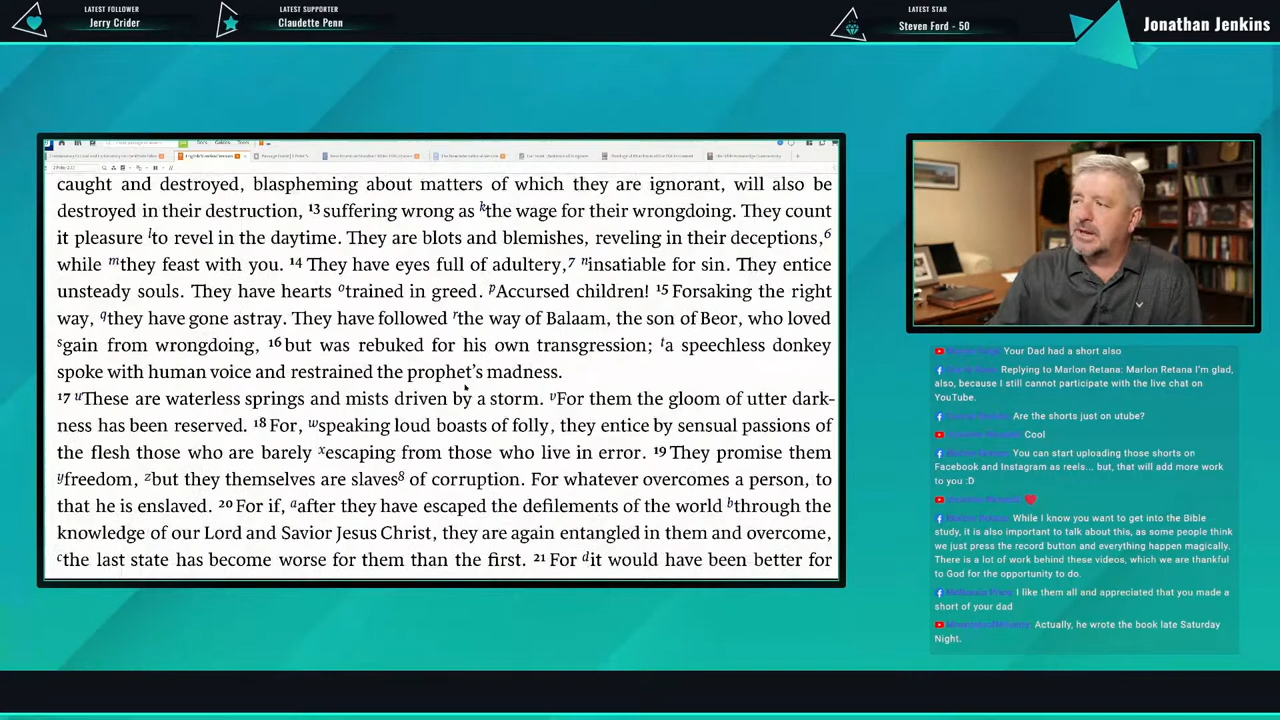 LATEST FOLLOWER
Jerry Crider
LATEST SUPPORTER
Claudette Penn
LATEST STAR
Steven Ford - 50
Jonathan Jenkins
caught and destroyed, blaspheming about matters of which they are ignorant, will also be
destroyed in their destruction, 13 suffering wrong as kthe wage for their wrongdoing. They count
it pleasure lto revel in the daytime. They are blots and blemishes, reveling in their deceptions,6
while mthey feast with you. 14 They have eyes full of adultery,7 ninsatiable for sin. They entice
unsteady souls. They have hearts otrained in greed. pAccursed children! 15 Forsaking the right
way, qthey have gone astray. They have followed rthe way of Balaam, the son of Beor, who loved
sgain from wrongdoing, 16 but was rebuked for his own transgression; ta speechless donkey
spoke with human voice and restrained the prophet's madness.
17 uThese are waterless springs and mists driven by a storm. vFor them the gloom of utter dark-
ness has been reserved. 18 For, wspeaking loud boasts of folly, they entice by sensual passions of
the flesh those who are barely xescaping from those who live in error. 19 They promise them
yfreedom, zbut they themselves are slaves8 of corruption. For whatever overcomes a person, to
that he is enslaved. 20 For if, aafter they have escaped the defilements of the world bthrough the
knowledge of our Lord and Savior Jesus Christ, they are again entangled in them and overcome,
cthe last state has become worse for them than the first. 21 For dit would have been better for
Your Dad had a short also
Replying to Marlon Retana: Marlon Retana I'm glad,
also, because I still cannot participate with the live chat on
YouTube.
Are the shorts just on utube?
Cool
You can start uploading those shorts on
Facebook and Instagram as reels... but, that will add more work
to you :D
While I know you want to get into the Bible
study, it is also important to talk about this, as some people think
we just press the record button and everything happen magically.
There is a lot of work behind these videos, which we are thankful
to God for the opportunity to do.
I like them all and appreciated that you made a
short of your dad
Actually, he wrote the book late Saturday
Night.